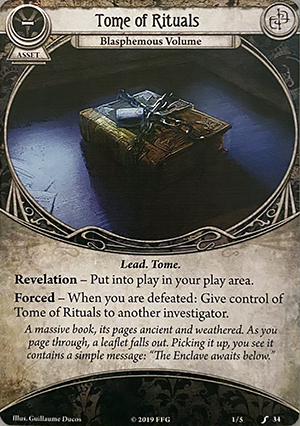 Tome of Rituals
Blasphemous Volume
ASSET
Lead. Tome.
Revelation – Put into play in your play area.
Forced – When you are defeated: Give control of
Tome of Rituals to another investigator.
A massive book, its pages ancient and weathered. As you
page through, a leaflet falls out. Picking it up, you see it
contains a simple message: “The Enclave awaits below.”
Illus. Guillaume Ducos
© 2019 FFG
1/5
34